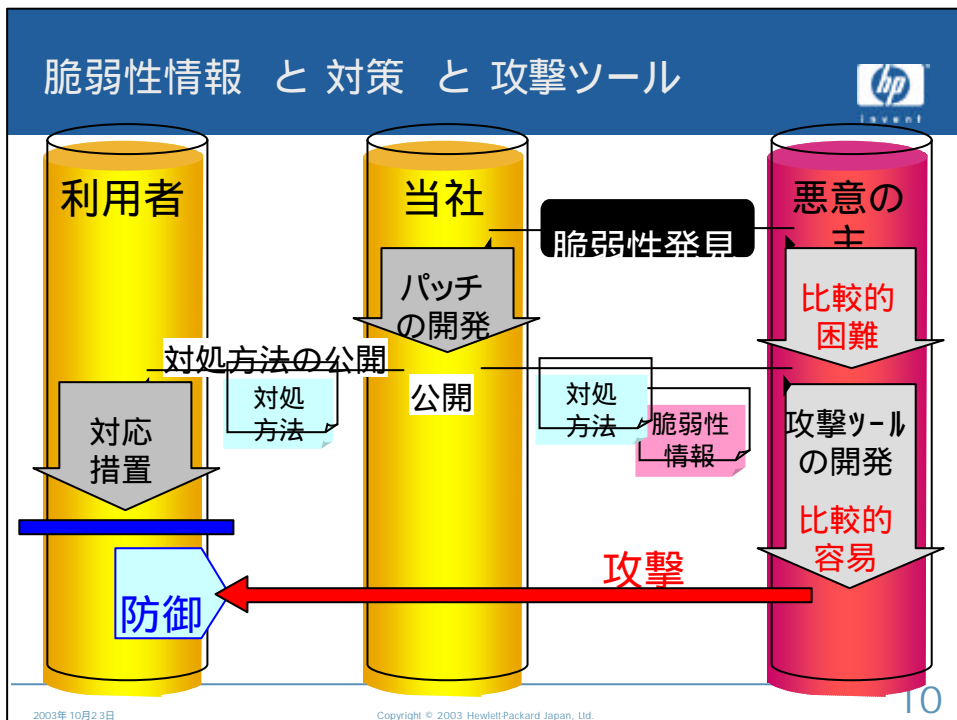 脆弱性情報 と 対策 と 攻撃ツール
hp
invent
利用者
当社
悪意の
主
脆弱性発見
パッチ
の開発
比較的
困難
対処方法の公開
対処
方法
公開
対処
方法
脆弱性
情報
対応
措置
攻撃ツール
の開発
比較的
容易
攻撃
防御
2003年10月23日
Copyright © 2003 Hewlett-Packard Japan, Ltd.
10